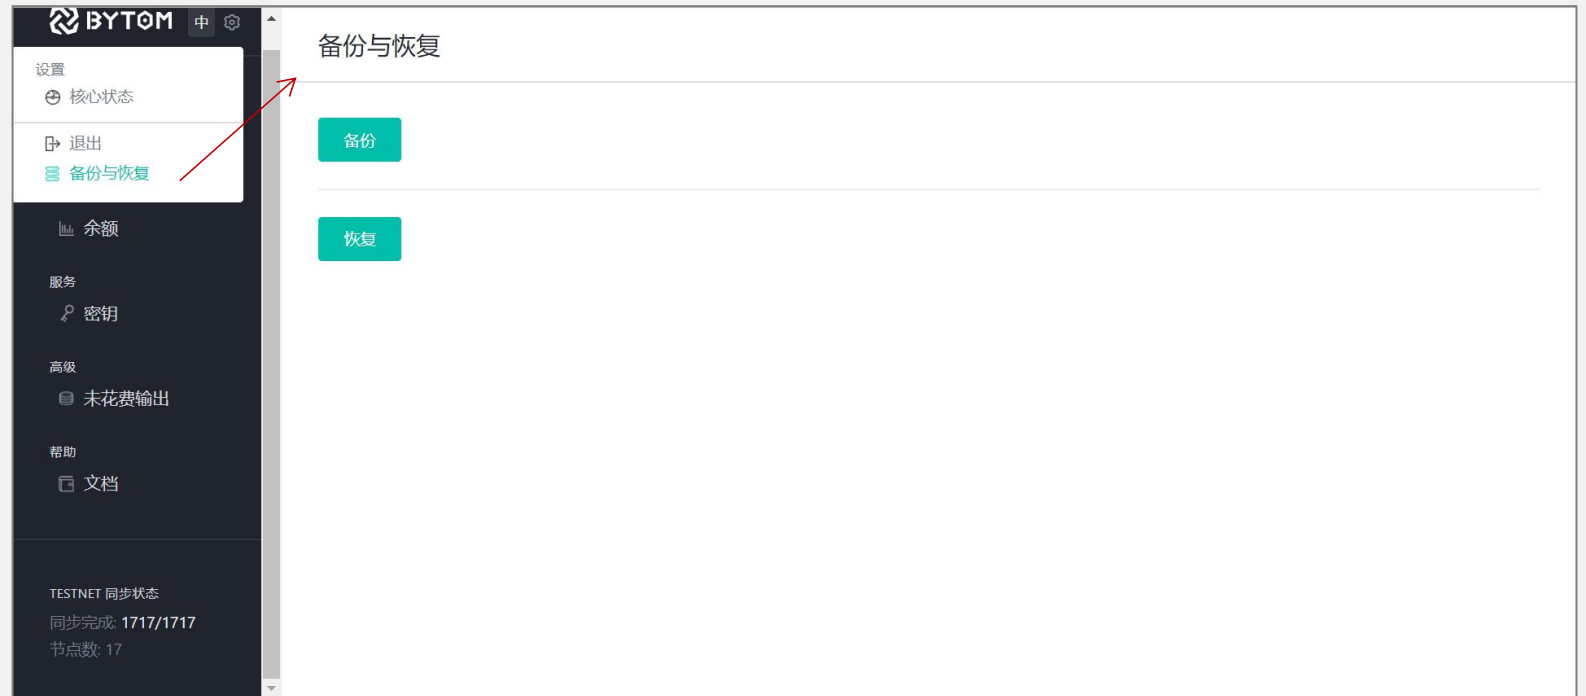 BYTOM 中
设置
核心状态
退出
备份与恢复
余额
服务
密钥
高级
未花费输出
帮助
文档
TESTNET 同步状态
同步完成: 1717/1717
节点数: 17
备份与恢复
备份
恢复